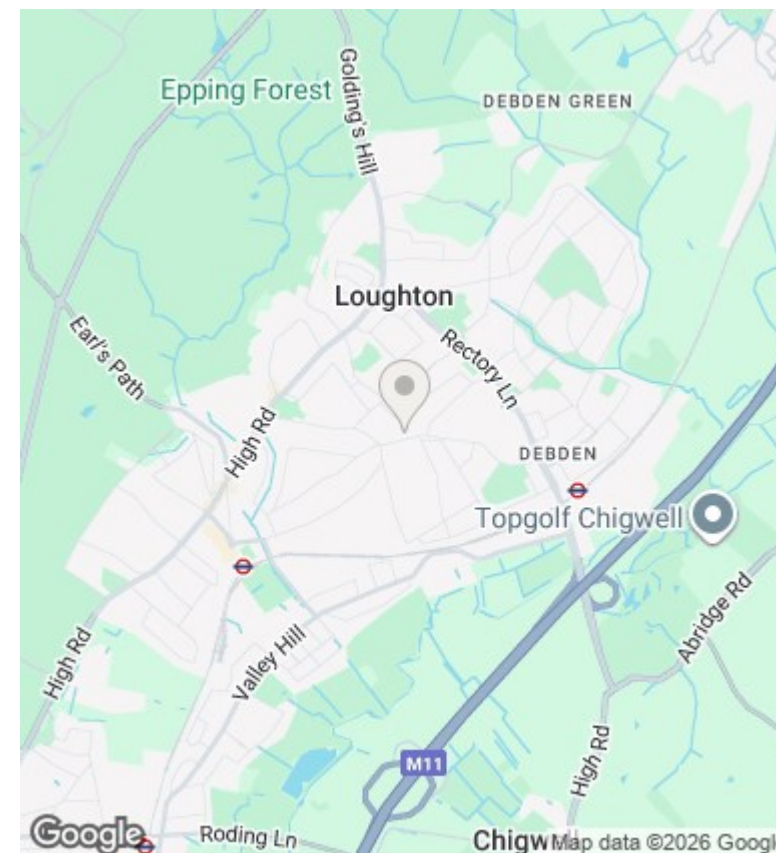 Epping Forest
Golding's Hill
DEBDEN GREEN
Loughton
Earl's Path
Rectory Ln
High Rd
DEBDEN
Topgolf Chigwell
Abridge Rd
High Rd
Valley Hill
High Rd
M11
Google
Roding Ln
Map data ©2026 Googl